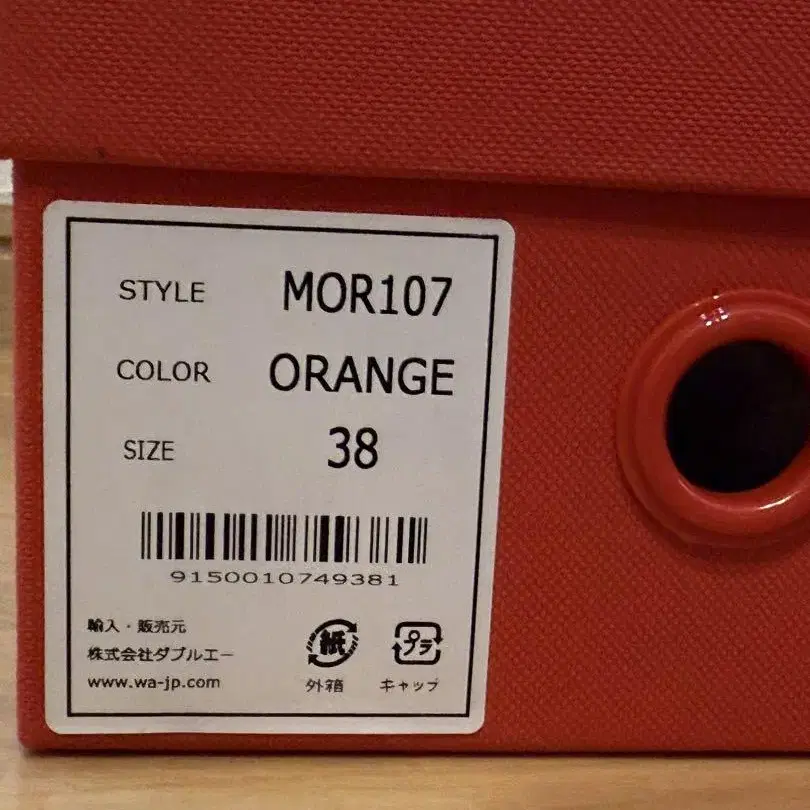 STYLE MOR107
COLOR ORANGE
SIZE 38
9150010749381
輸入・販売元
株式会社ダブルエー
www.wa-jp.com
紙
外箱
プラ
キャップ